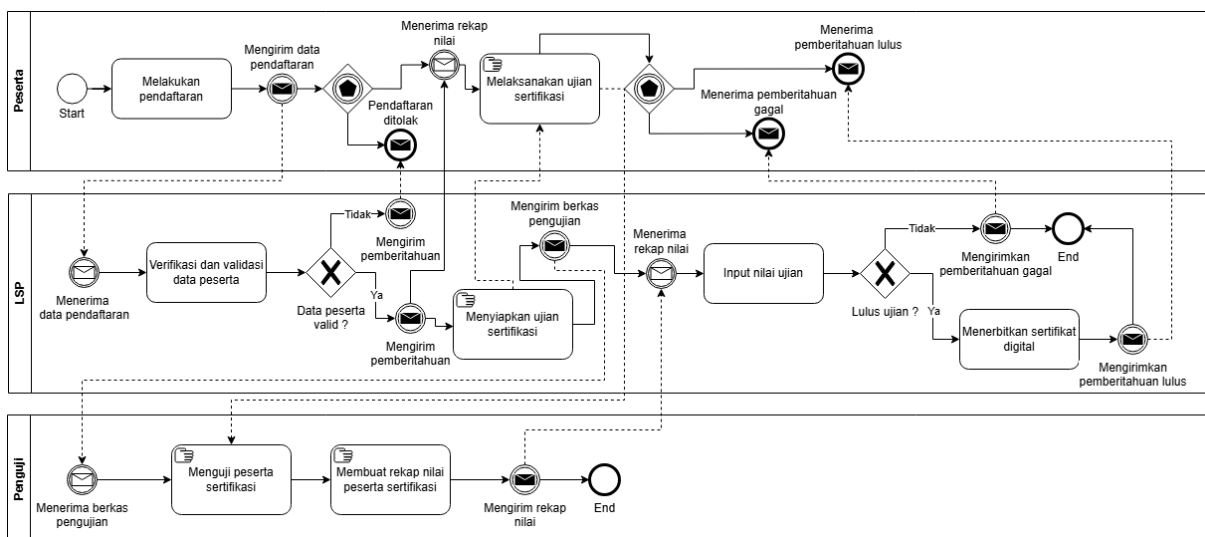 Peserta
Start
Melakukan
pendaftaran
Mengirim data
pendaftaran
Pendaftaran
ditolak
Menerima rekap
nilai
Melaksanakan ujian
sertifikasi
Menerima pemberitahuan
gagal
Menerima
pemberitahuan lulus
LSP
Menerima
data pendaftaran
Verifikasi dan validasi
data peserta
Data peserta
valid ?
Tidak
Mengirim
pemberitahuan
Ya
Mengirim
pemberitahuan
Menyiapkan ujian
sertifikasi
Mengirim berkas
pengujian
Menerima
rekap nilai
Input nilai ujian
Lulus ujian ?
Tidak
Mengirimkan
pemberitahuan gagal
End
Ya
Menerbitkan sertifikat
digital
Mengirimkan
pemberitahuan lulus
Penguji
Menerima berkas
pengujian
Menguji peserta
sertifikasi
Membuat rekap nilai
peserta sertifikasi
Mengirim rekap
nilai
End